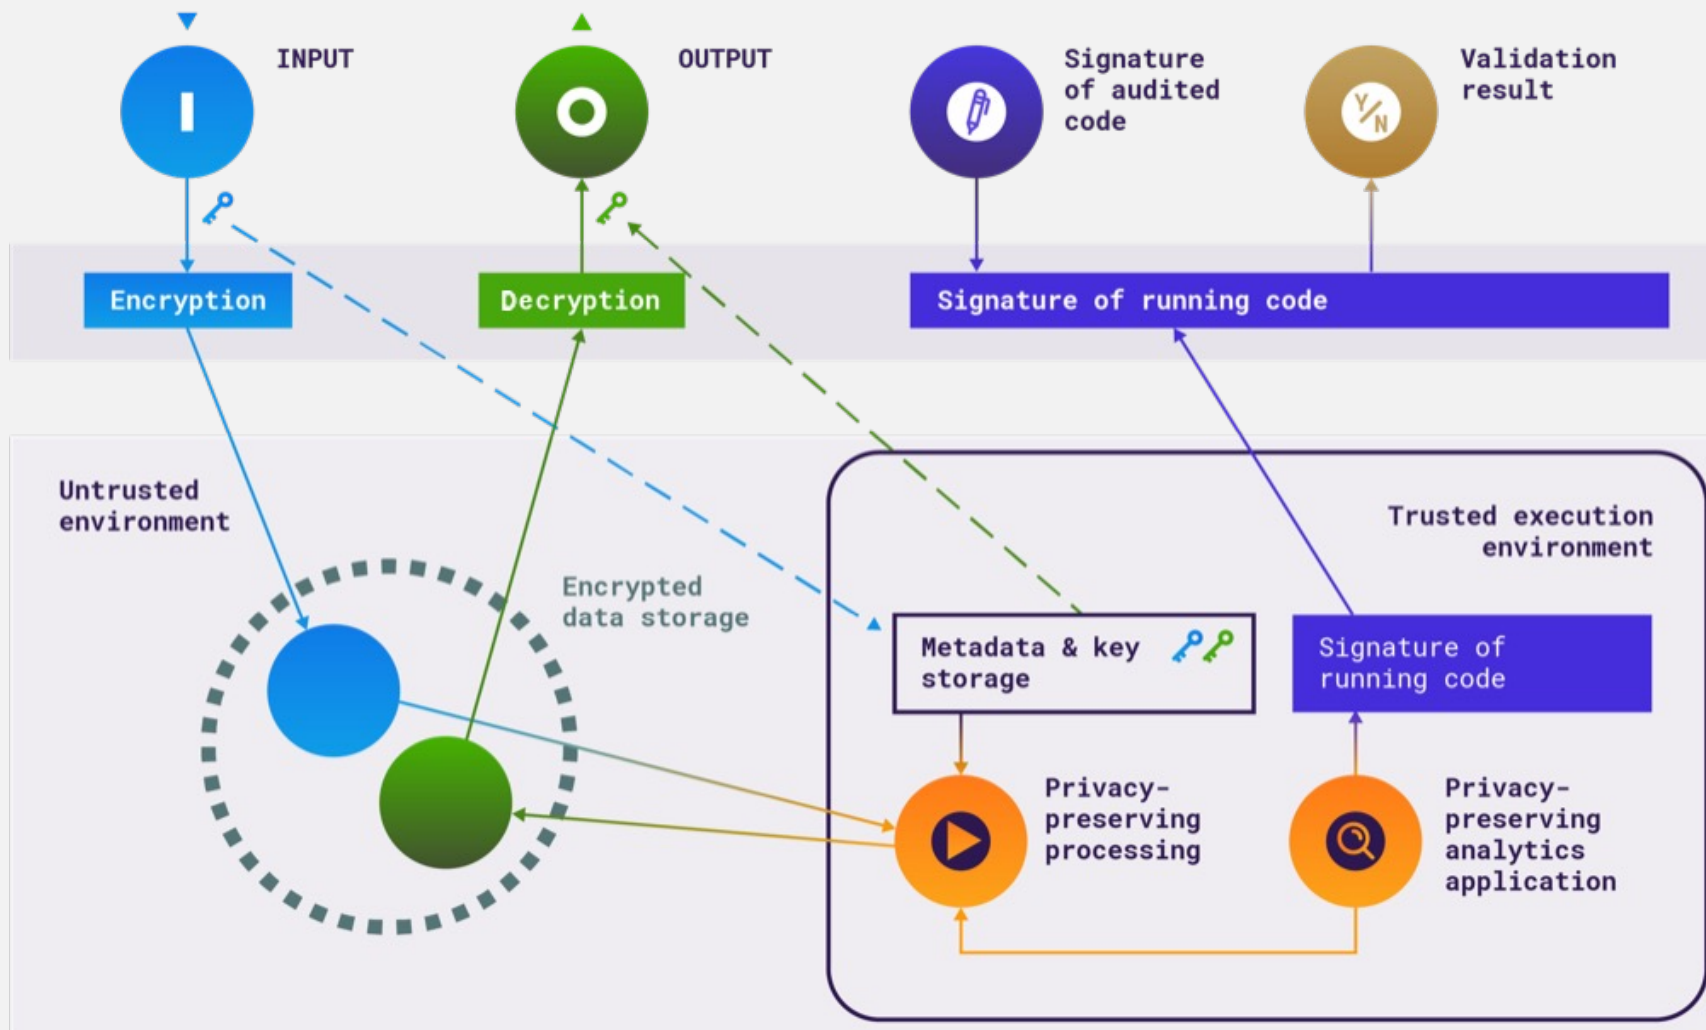 INPUT
OUTPUT
Signature
of audited
code
Validation
result
I
O
Y/N
Encryption
Decryption
Signature of running code
Untrusted
environment
Trusted execution
environment
Encrypted
data storage
Metadata & key
storage
Signature of
running code
Privacy-
preserving
processing
Privacy-
preserving
analytics
application